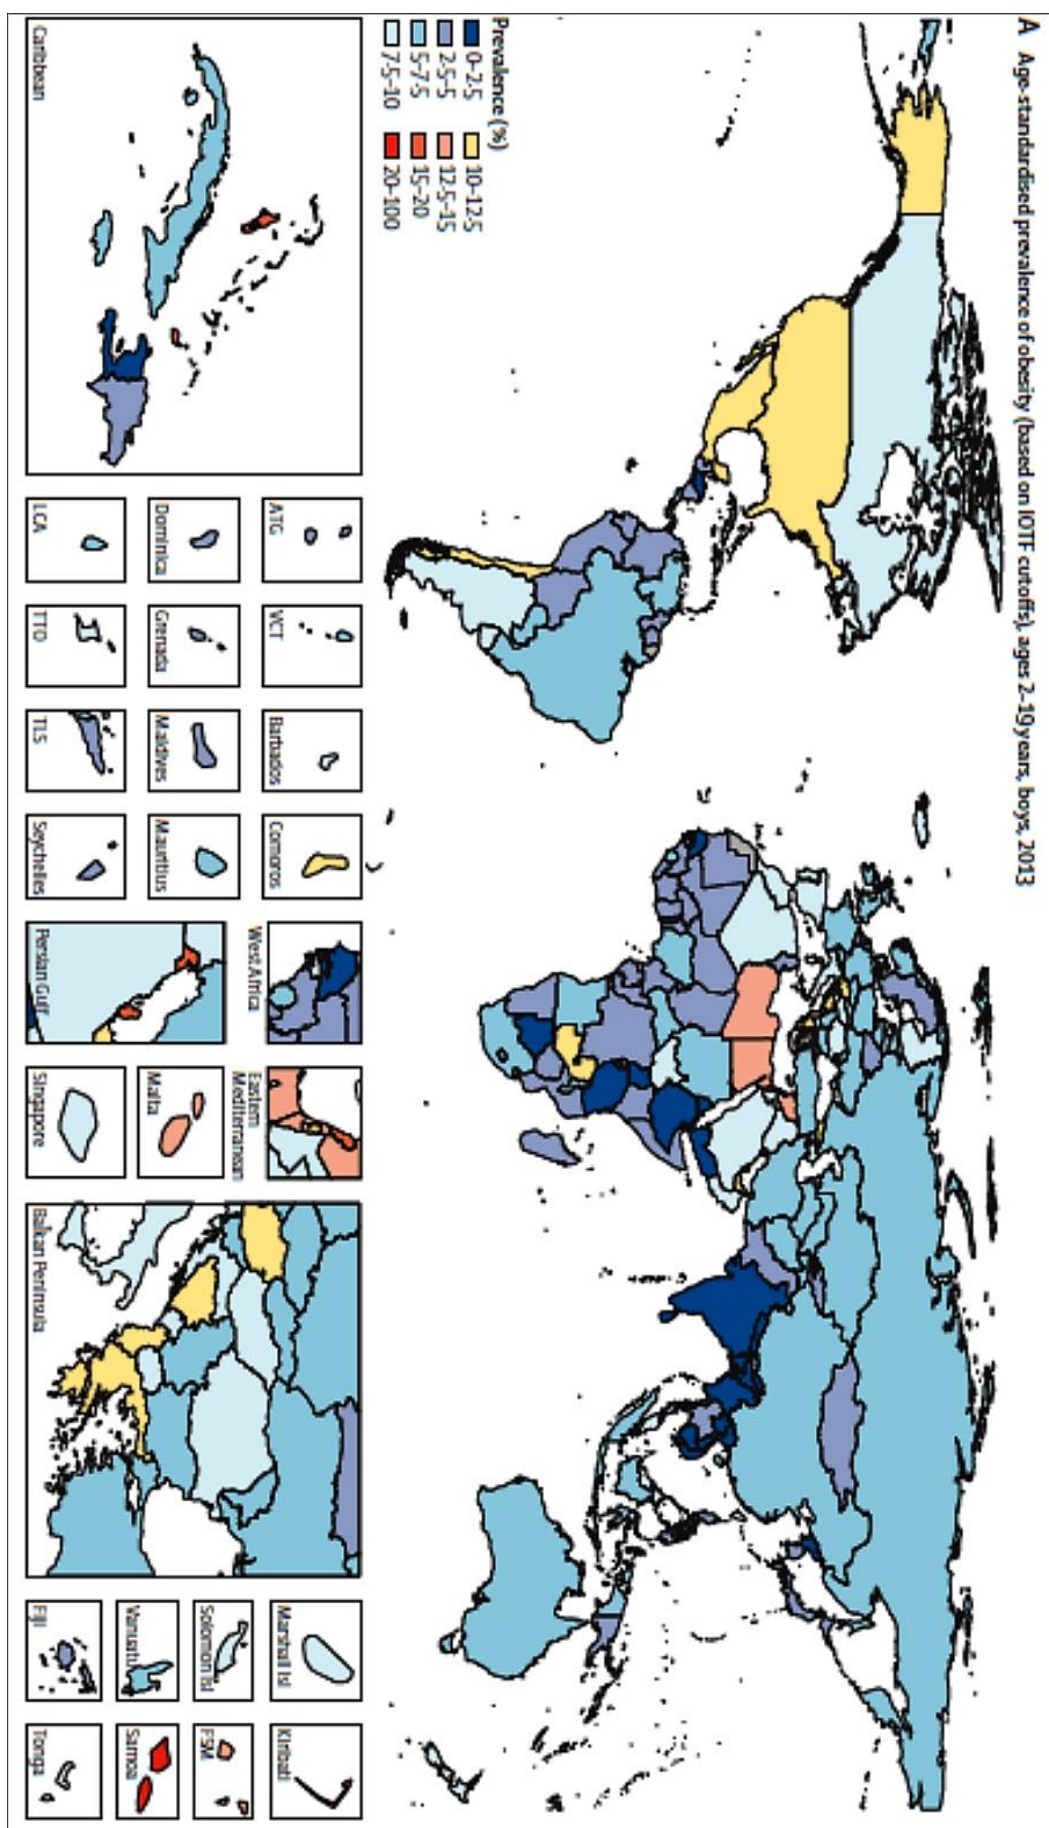 A Age-standardised prevalence of obesity (based on IOTF cutoffs), ages 2–19 years, boys, 2013
Prevalence (%)
0–2·5
2·5–5
5–7·5
7·5–10
10–12·5
12·5–15
15–20
20–100
Caribbean
ATG
VCT
Barbados
Comoros
Dominica
Grenada
Maldives
Mauritius
LCA
TTO
TLS
Seychelles
West Africa
Eastern
Mediterranean
Persian Gulf
Malta
Singapore
Balkan Peninsula
Marshall Isl
Kiribati
Solomon Isl
FSM
Vanuatu
Samoa
Fiji
Tonga